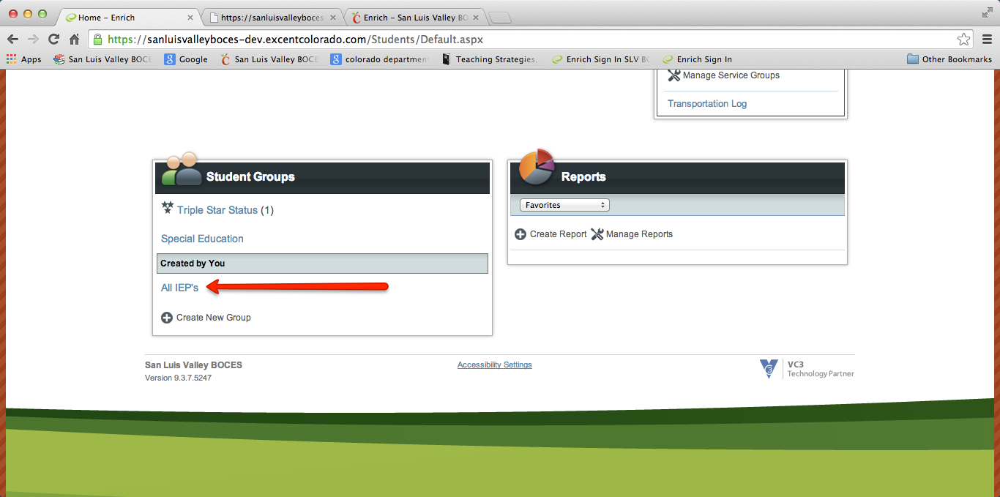 Home – Enrich
https://sanluisvalleyboces
Enrich – San Luis Valley BO
https://sanluisvalleyboces-dev.excentcolorado.com/Students/Default.aspx
Apps
San Luis Valley BOCE
Google
San Luis Valley BOCE
colorado departmen
Teaching Strategies,
Enrich Sign In SLV BO
Enrich Sign In
Other Bookmarks
Manage Service Groups
Transportation Log
Student Groups
Triple Star Status (1)
Special Education
Created by You
All IEP's
Create New Group
Reports
Favorites
Create Report
Manage Reports
San Luis Valley BOCES
Version 9.3.7.5247
Accessibility Settings
VC3
Technology Partner